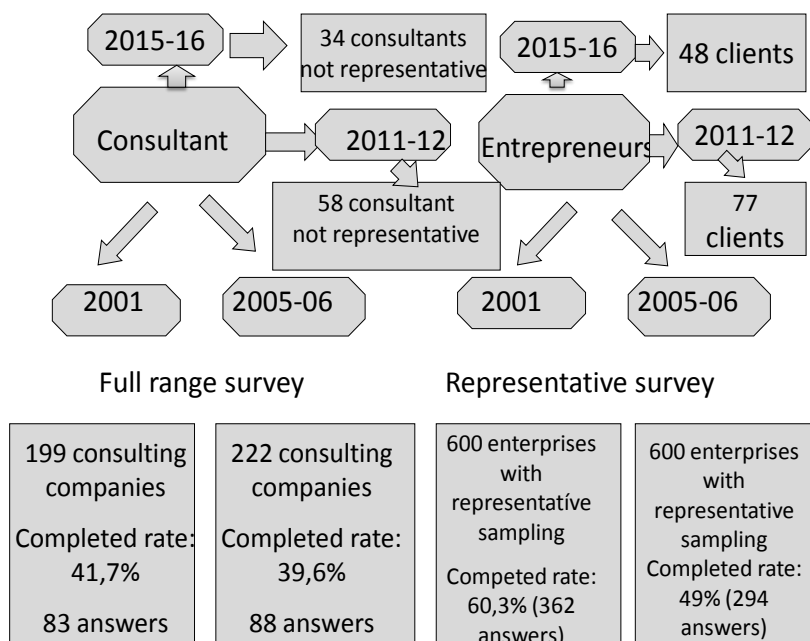 2015-16
34 consultants
not representative
2015-16
48 clients
Consultant
2011-12
Entrepreneurs
2011-12
58 consultant
not representative
77
clients
2001
2005-06
2001
2005-06
Full range survey
Representative survey
199 consulting
companies
Completed rate:
41,7%
83 answers
222 consulting
companies
Completed rate:
39,6%
88 answers
600 enterprises
with
representatíve
sampling
Competed rate:
60,3% (362
answers)
600 enterprises
with
representative
sampling
Completed rate:
49% (294
answers)